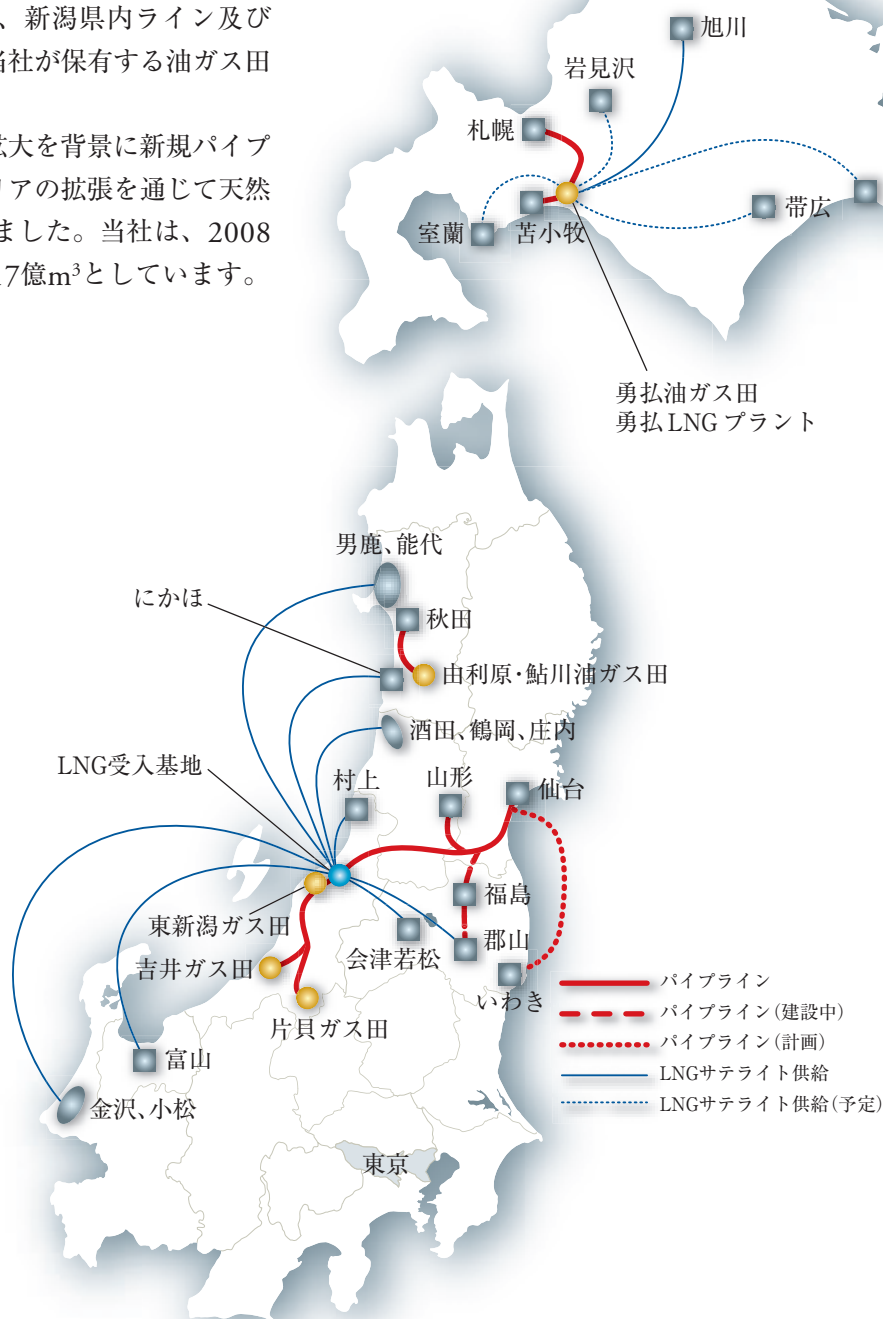 、新潟県内ライン及び
当社が保有する油ガス田
拡大を背景に新規パイプ
リアの拡張を通じて天然
ました。当社は、2008
7億m³としています。
旭川
岩見沢
札幌
帯広
室蘭
苫小牧
勇払油ガス田
勇払LNG プラント
男鹿、能代
にかほ
秋田
由利原・鮎川油ガス田
酒田、鶴岡、庄内
LNG受入基地
村上
山形
仙台
東新潟ガス田
福島
吉井ガス田
会津若松
郡山
いわき
片貝ガス田
富山
金沢、小松
東京
パイプライン
パイプライン（建設中）
パイプライン（計画）
LNGサテライト供給
LNGサテライト供給（予定）